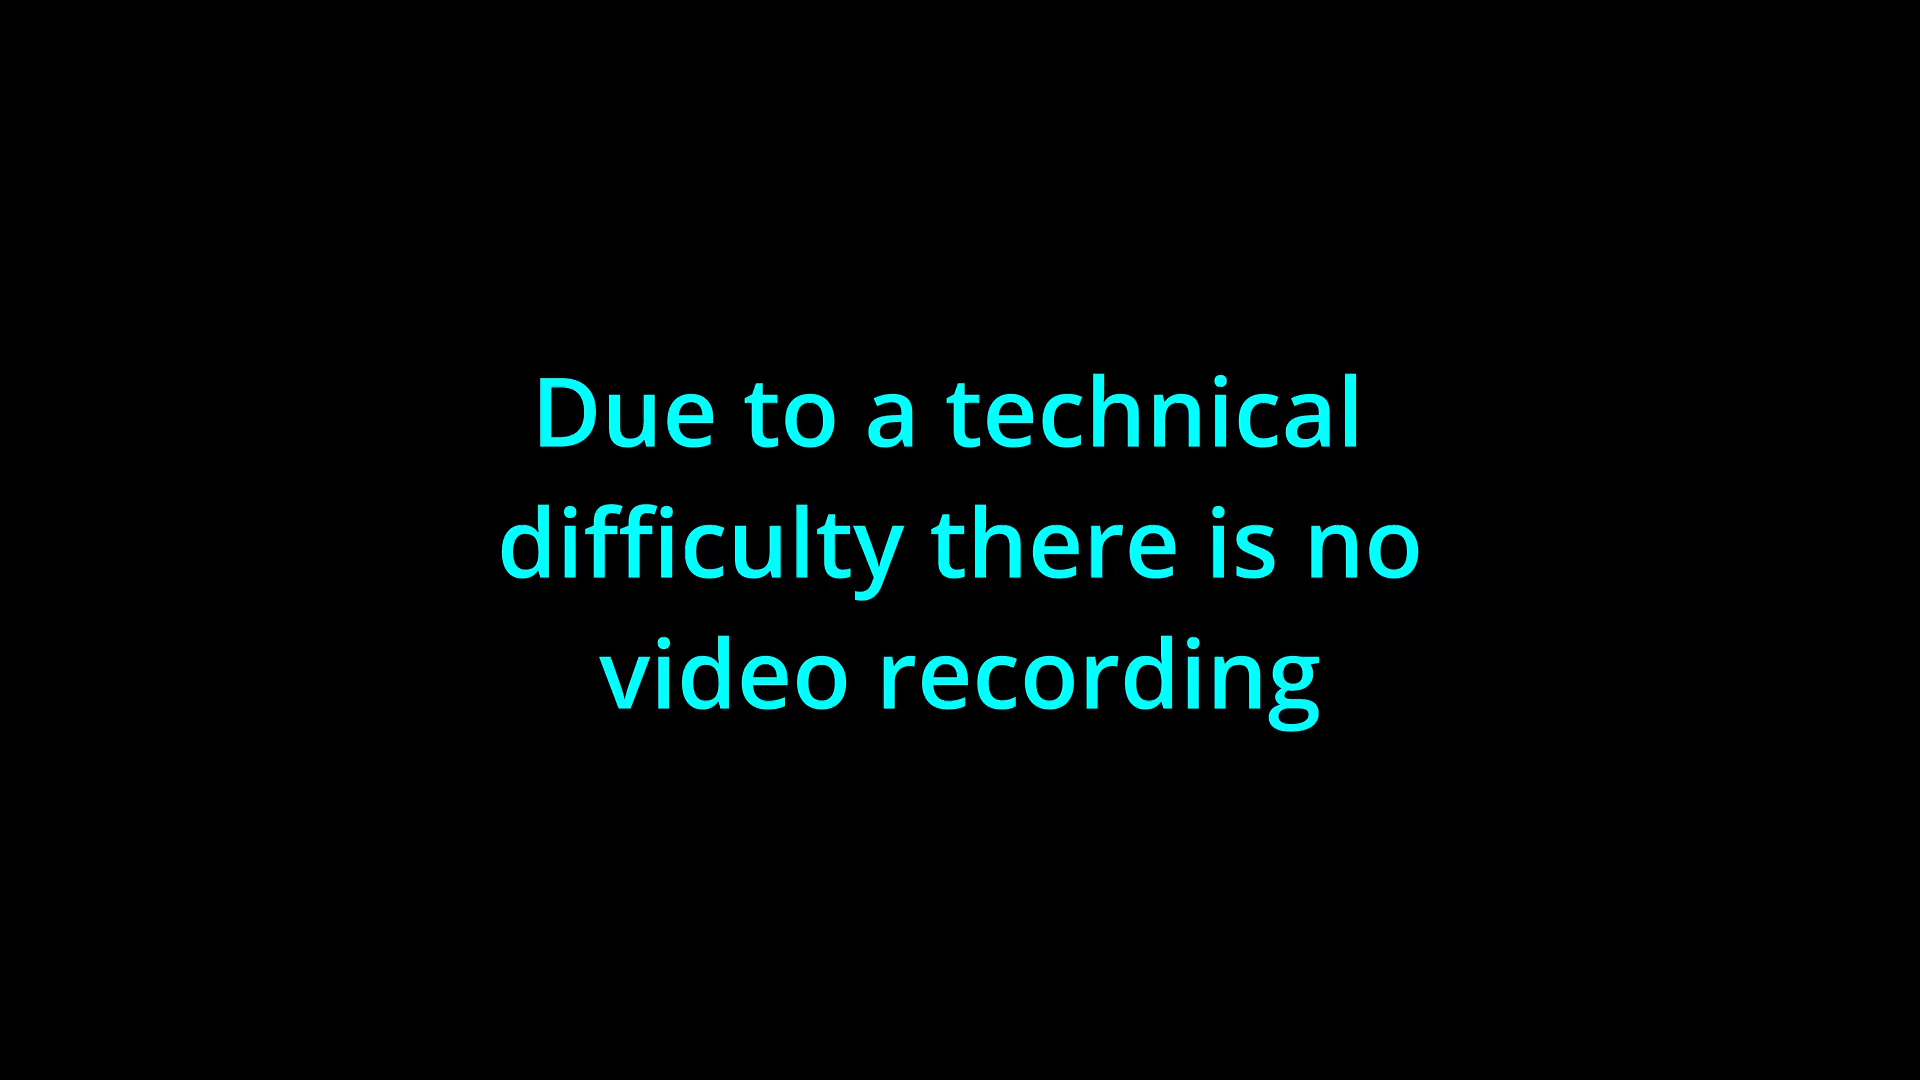 Due to a technical
difficulty there is no
video recording